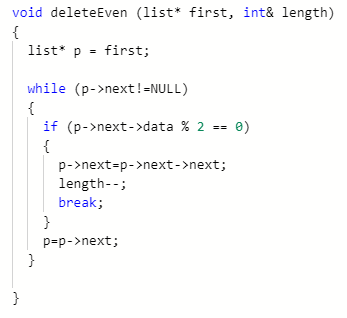 void deleteEven (list* first, int& length)
{
list* p = first;
while (p->next!=NULL)
{
if (p->next->data % 2 == 0)
{
p->next=p->next->next;
length--;
break;
}
p=p->next;
}
}